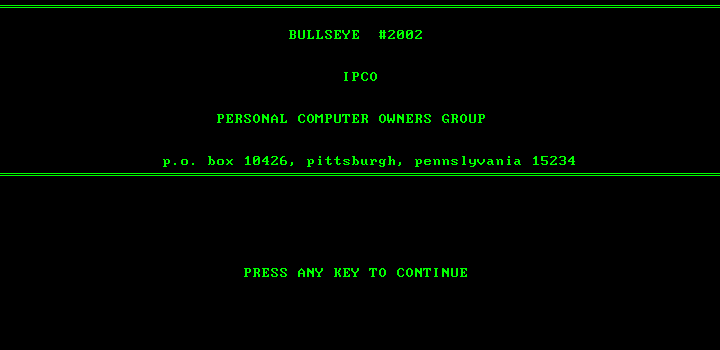 BULLSEYE #2002
IPCO
PERSONAL COMPUTER OWNERS GROUP
p.o. box 10426, pittsburgh, pennslyvania 15234
PRESS ANY KEY TO CONTINUE